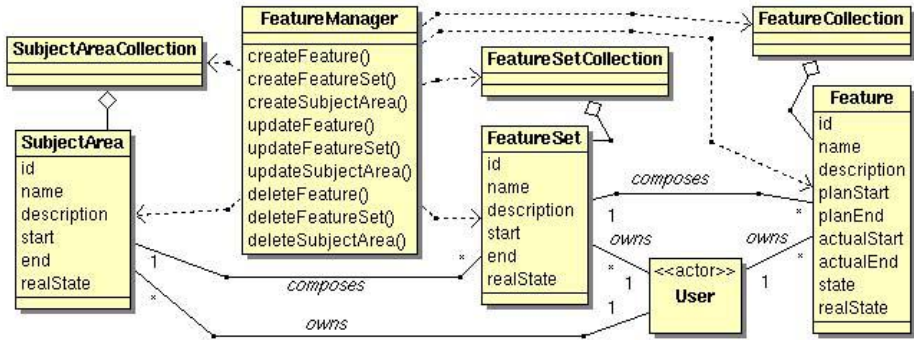 FeatureManager
createFeature()
createFeatureSet()
createSubjectArea()
updateFeature()
updateFeatureSet()
updateSubjectArea()
deleteFeature()
deleteFeatureSet()
deleteSubjectArea()
SubjectAreaCollection
FeatureSetCollection
FeatureCollection
SubjectArea
id
name
description
start
end
realState
FeatureSet
id
name
description
start
end
realState
Feature
id
name
description
planStart
planEnd
actualStart
actualEnd
state
realState
composes
1
*
composes
1
*
owns
*
1
owns
*
1
owns
*
1
<<actor>>
User